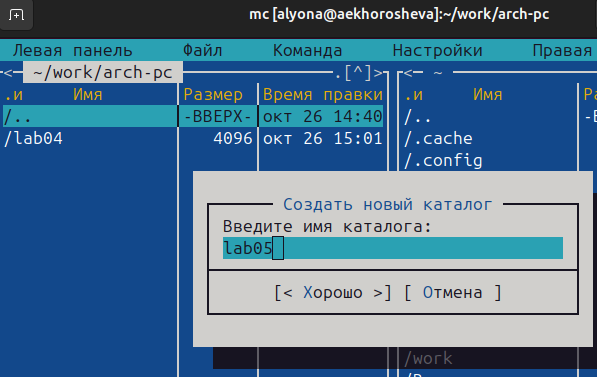 mc [alyona@aekhorosheva]:~/work/arch-pc
Левая панель Файл Команда Настройки Правая
<─ ~/work/arch-pc .[^]> <─ ~
.и Имя Размер Время правки .и Имя
/.. -ВВЕРХ- окт 26 14:40 /..
/lab04 4096 окт 26 15:01 /.cache
/.config
Создать новый каталог
Введите имя каталога:
lab05
[< Хорошо >] [ Отмена ]
/work